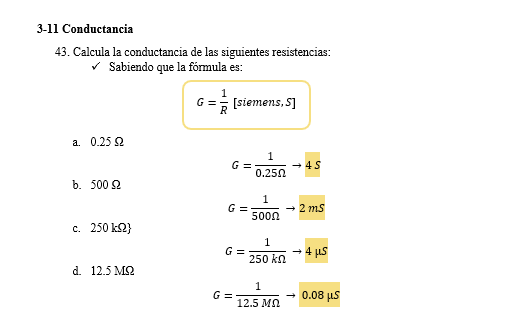 3-11 Conductancia
43. Calcula la conductancia de las siguientes resistencias:
✓ Sabiendo que la fórmula es:
G = 1/R [siemens, S]
a. 0.25 Ω
G = 1/0.25Ω → 4 S
b. 500 Ω
G = 1/500Ω → 2 mS
c. 250 kΩ}
G = 1/250 kΩ → 4 μS
d. 12.5 MΩ
G = 1/12.5 MΩ → 0.08 μS